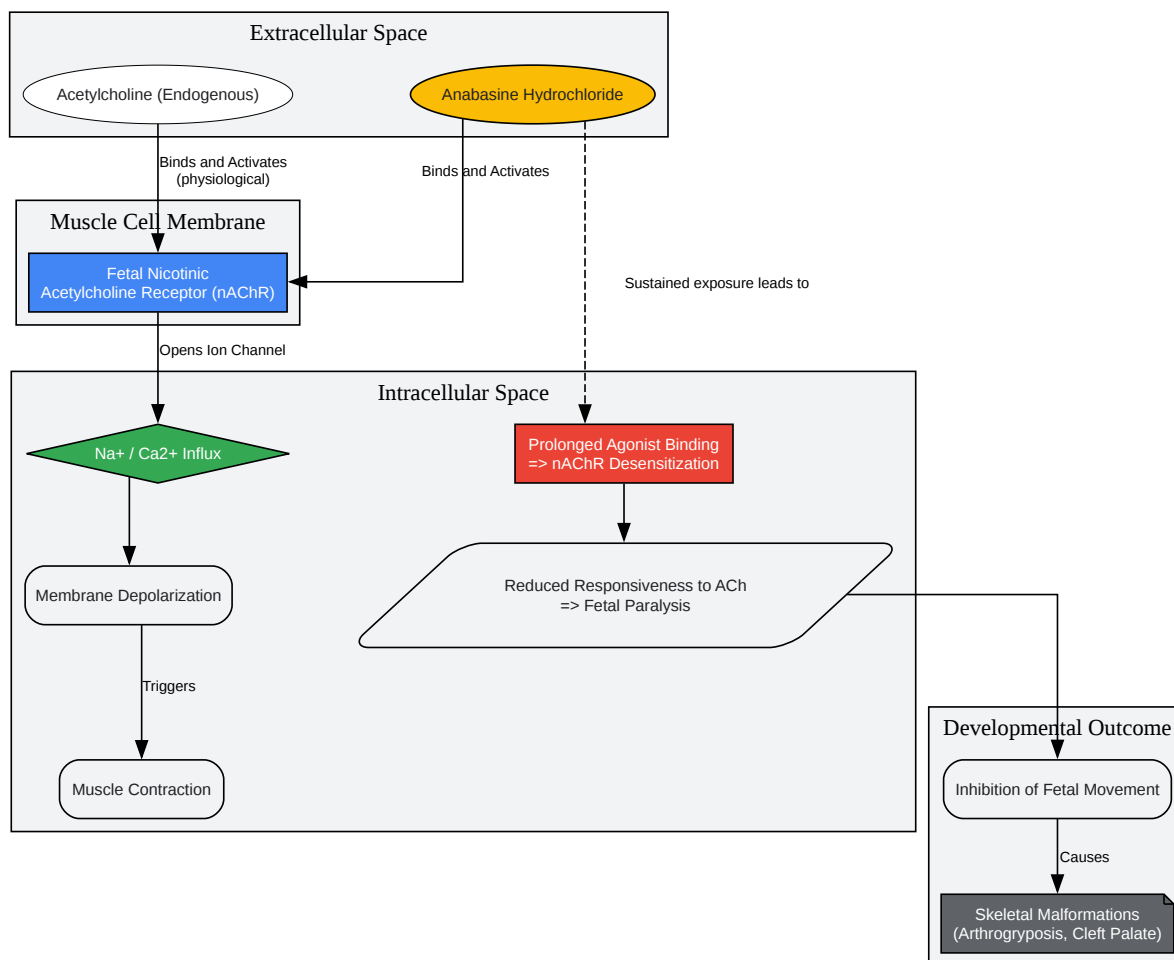 Extracellular Space
Acetylcholine (Endogenous)
Anabasine Hydrochloride
Binds and Activates
(physiological)
Binds and Activates
Muscle Cell Membrane
Fetal Nicotinic
Acetylcholine Receptor (nAChR)
Sustained exposure leads to
Opens Ion Channel
Intracellular Space
Na+ / Ca2+ Influx
Prolonged Agonist Binding
=> nAChR Desensitization
Membrane Depolarization
Reduced Responsiveness to ACh
=> Fetal Paralysis
Triggers
Muscle Contraction
Developmental Outcome
Inhibition of Fetal Movement
Causes
Skeletal Malformations
(Arthrogryposis, Cleft Palate)